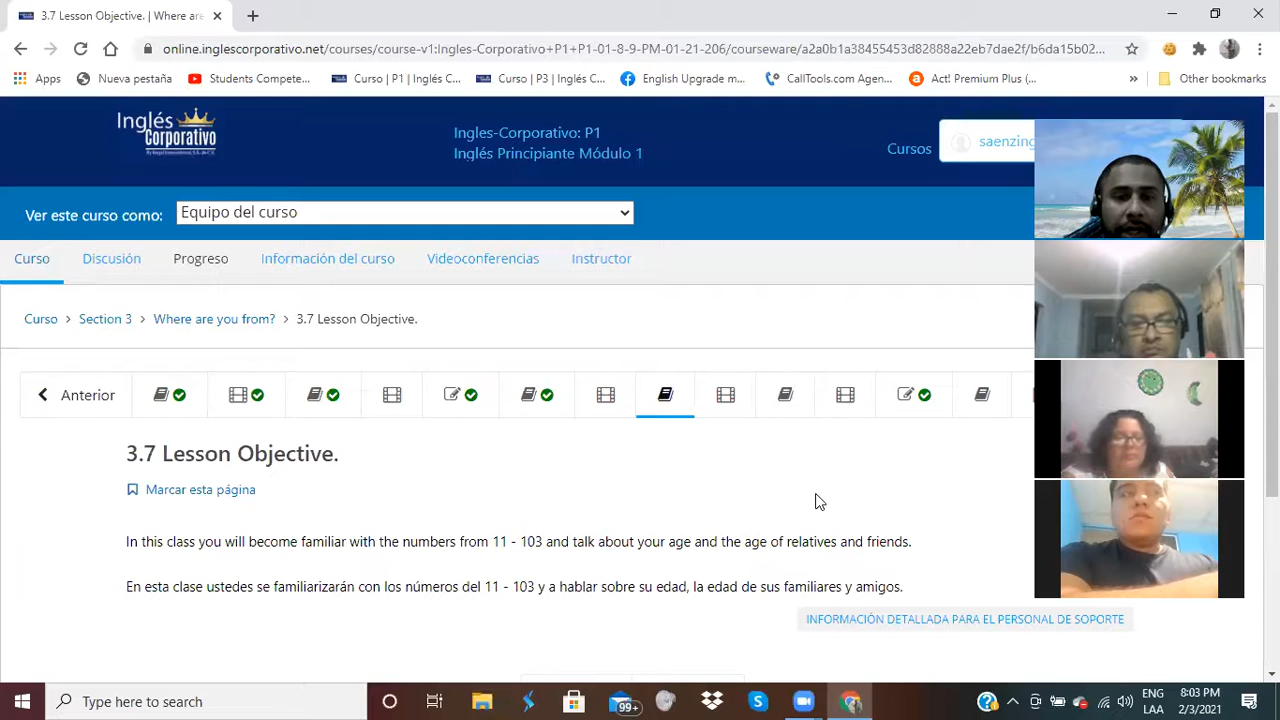 3.7 Lesson Objective. | Where are
online.inglescorporativo.net/courses/course-v1:Ingles-Corporativo+P1+P1-01-8-9-PM-01-21-206/courseware/a2a0b1a38455453d82888a22eb7dae2f/b6da15b02...
Apps
Nueva pestaña
Students Compete...
Curso | P1 | Inglés C...
Curso | P3 | Inglés C...
English Upgrade m...
CallTools.com Agen...
Act! Premium Plus (...
»
Other bookmarks
Inglés
Corporativo
Ingles-Corporativo: P1
Inglés Principiante Módulo 1
Cursos
saenzing
Ver este curso como:
Equipo del curso
Curso
Discusión
Progreso
Información del curso
Videoconferencias
Instructor
Curso > Section 3 > Where are you from? > 3.7 Lesson Objective.
Anterior
3.7 Lesson Objective.
Marcar esta página
In this class you will become familiar with the numbers from 11 - 103 and talk about your age and the age of relatives and friends.
En esta clase ustedes se familiarizarán con los números del 11 - 103 y a hablar sobre su edad, la edad de sus familiares y amigos.
INFORMACIÓN DETALLADA PARA EL PERSONAL DE SOPORTE
Type here to search
99+
ENG
LAA
8:03 PM
2/3/2021